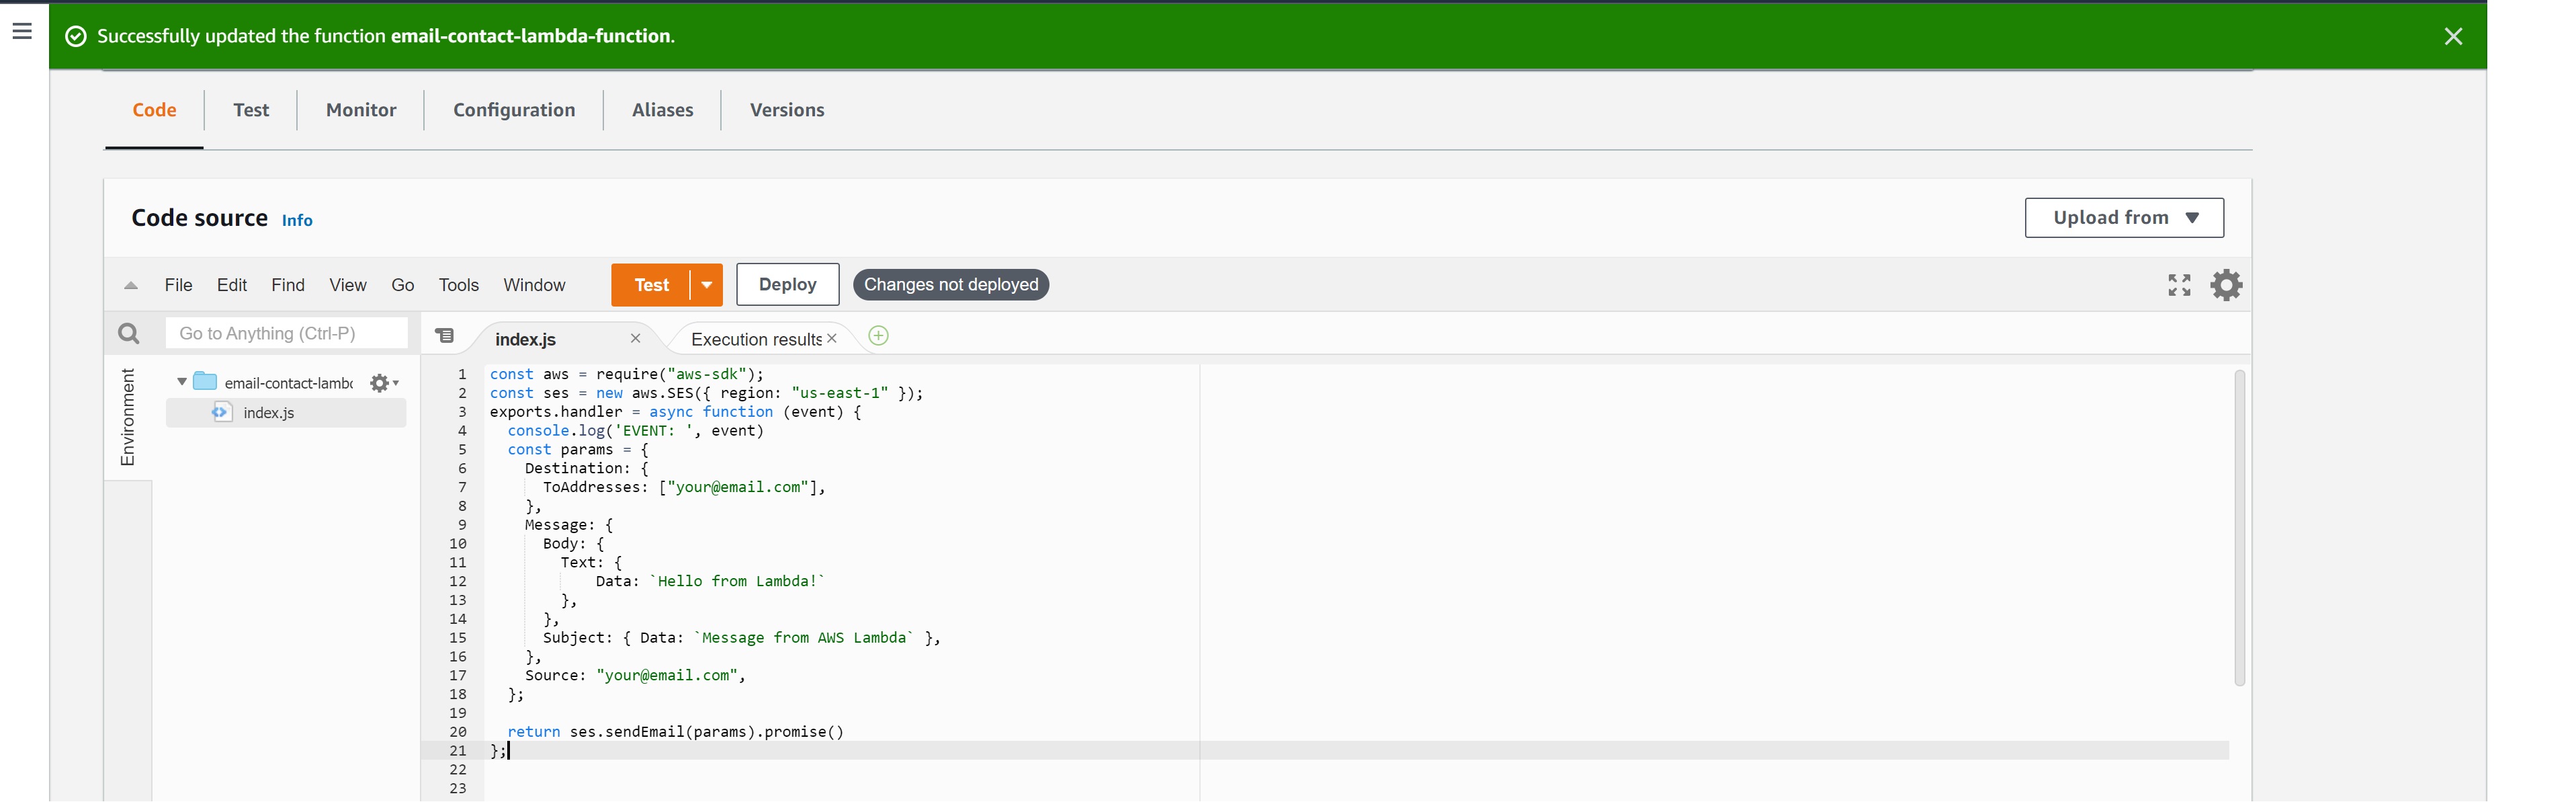 Successfully updated the function email-contact-lambda-function.
Code
Test
Monitor
Configuration
Aliases
Versions
Code source Info
Upload from
File Edit Find View Go Tools Window
Test
Deploy
Changes not deployed
Go to Anything (Ctrl-P)
index.js
Execution results
Environment
email-contact-lambc
index.js
1 const aws = require("aws-sdk");
2 const ses = new aws.SES({ region: "us-east-1" });
3 exports.handler = async function (event) {
4   console.log('EVENT: ', event)
5   const params = {
6     Destination: {
7       ToAddresses: ["your@email.com"],
8     },
9     Message: {
10       Body: {
11         Text: {
12             Data: `Hello from Lambda!`
13         },
14       },
15       Subject: { Data: `Message from AWS Lambda` },
16     },
17     Source: "your@email.com",
18   };
19
20   return ses.sendEmail(params).promise()
21 };
22
23